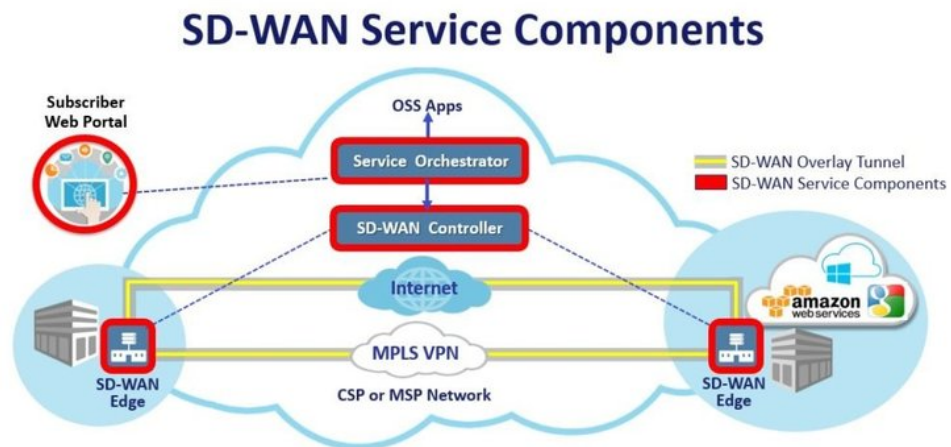 SD-WAN Service Components
Subscriber
Web Portal
OSS Apps
Service Orchestrator
SD-WAN Controller
SD-WAN Overlay Tunnel
SD-WAN Service Components
Internet
MPLS VPN
CSP or MSP Network
SD-WAN
Edge
amazon
web services
g
SD-WAN
Edge